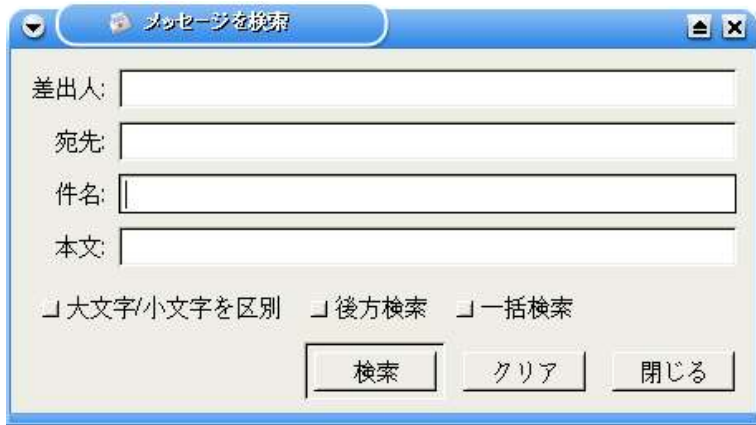 メッセージを検索
差出人:
宛先:
件名:
本文:
大文字/小文字を区別 後方検索 一括検索
検索 クリア 閉じる